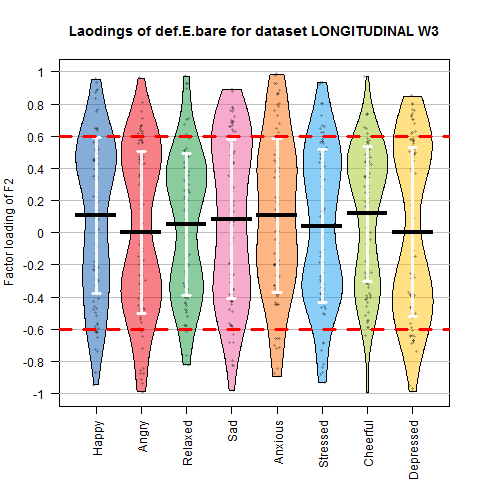 Laodings of def.E.bare for dataset LONGITUDINAL W3
Factor loading of F2
1
0.8
0.6
0.4
0.2
0
-0.2
-0.4
-0.6
-0.8
-1
Happy
Angry
Relaxed
Sad
Anxious
Stressed
Cheerful
Depressed